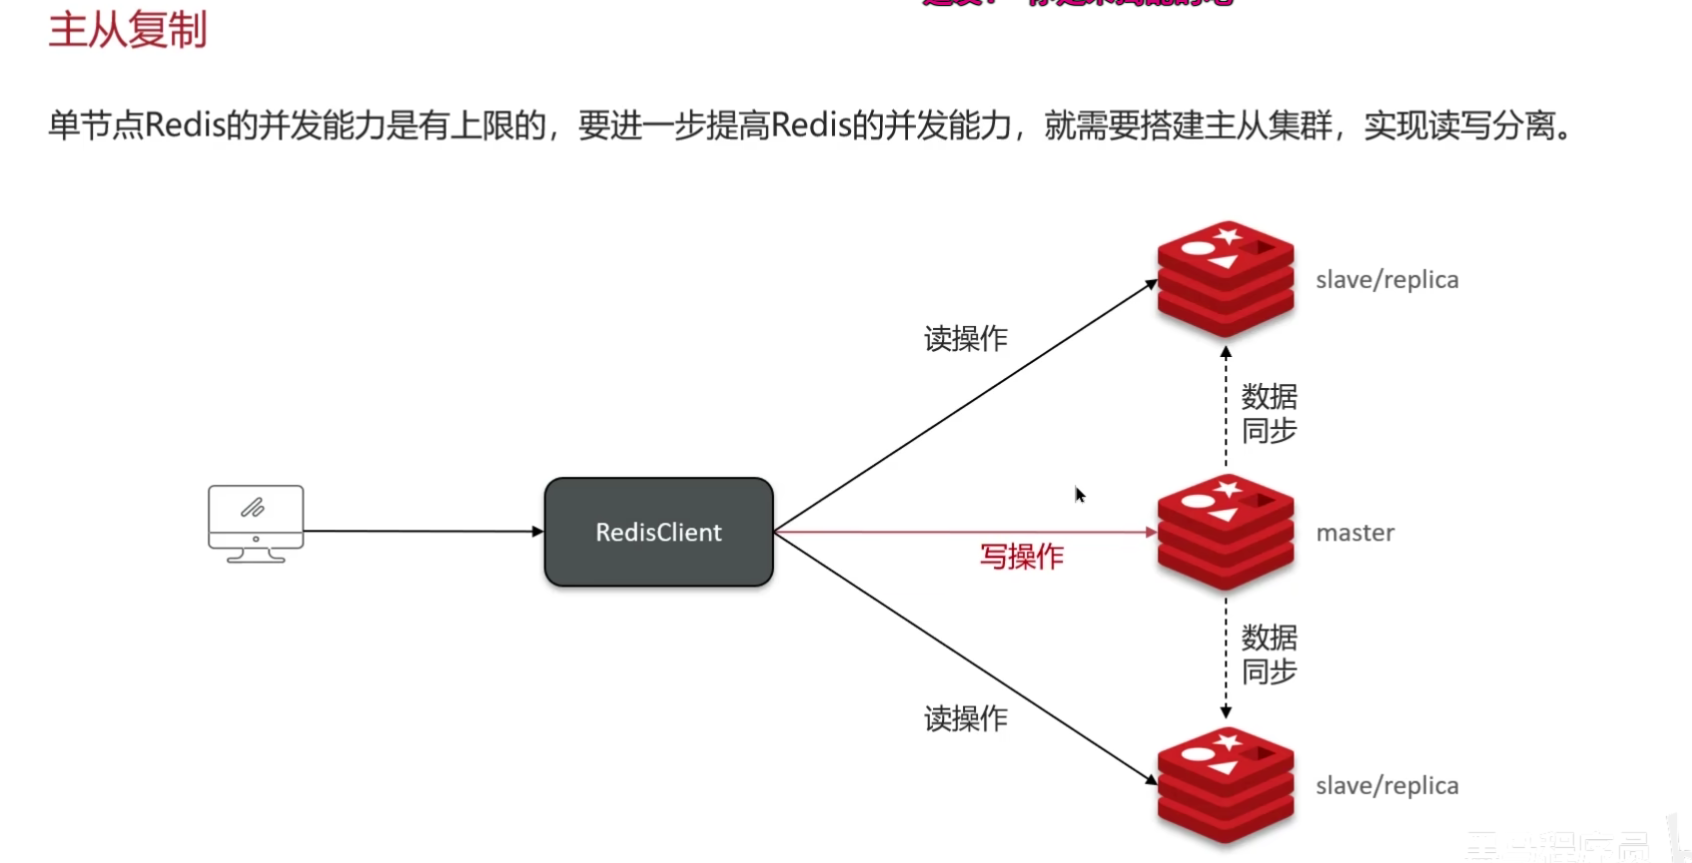 主从复制
单节点Redis的并发能力是有上限的，要进一步提高Redis的并发能力，就需要搭建主从集群，实现读写分离。
slave/replica
读操作
数据
同步
RedisClient
写操作
master
数据
同步
读操作
slave/replica